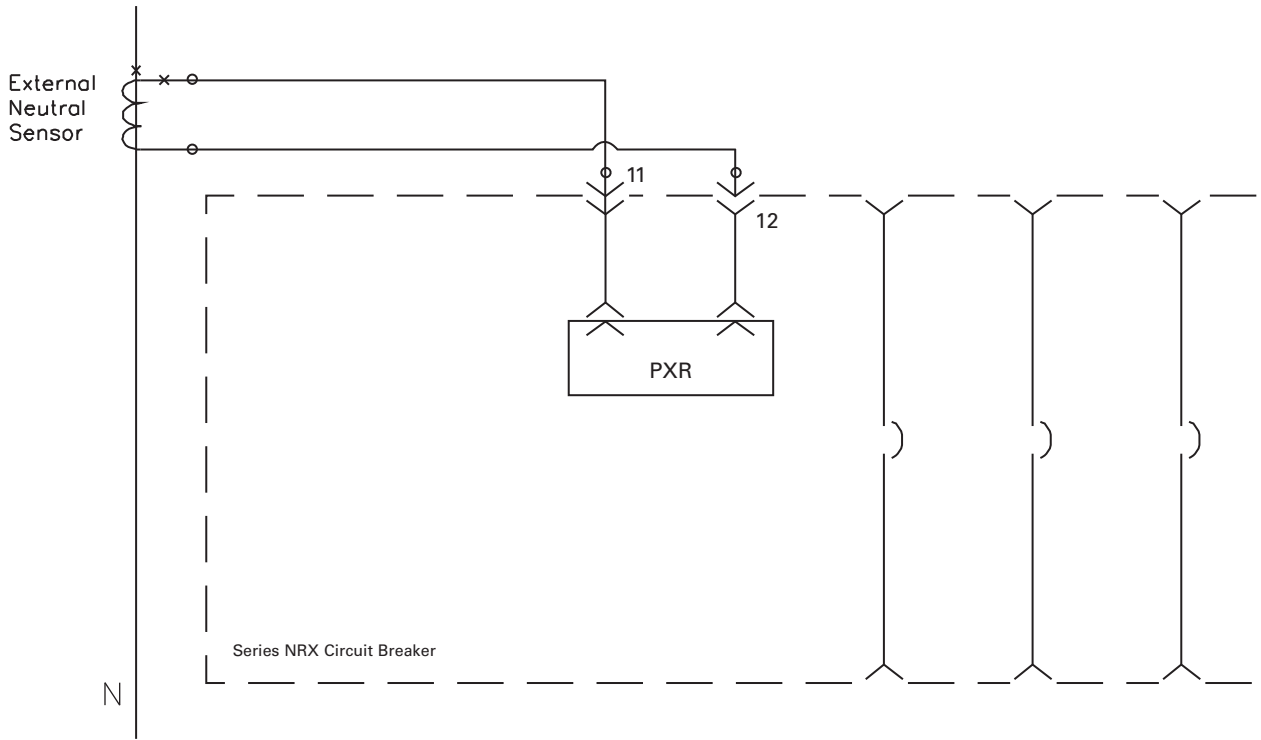 External
Neutral
Sensor
11
12
PXR
Series NRX Circuit Breaker
N